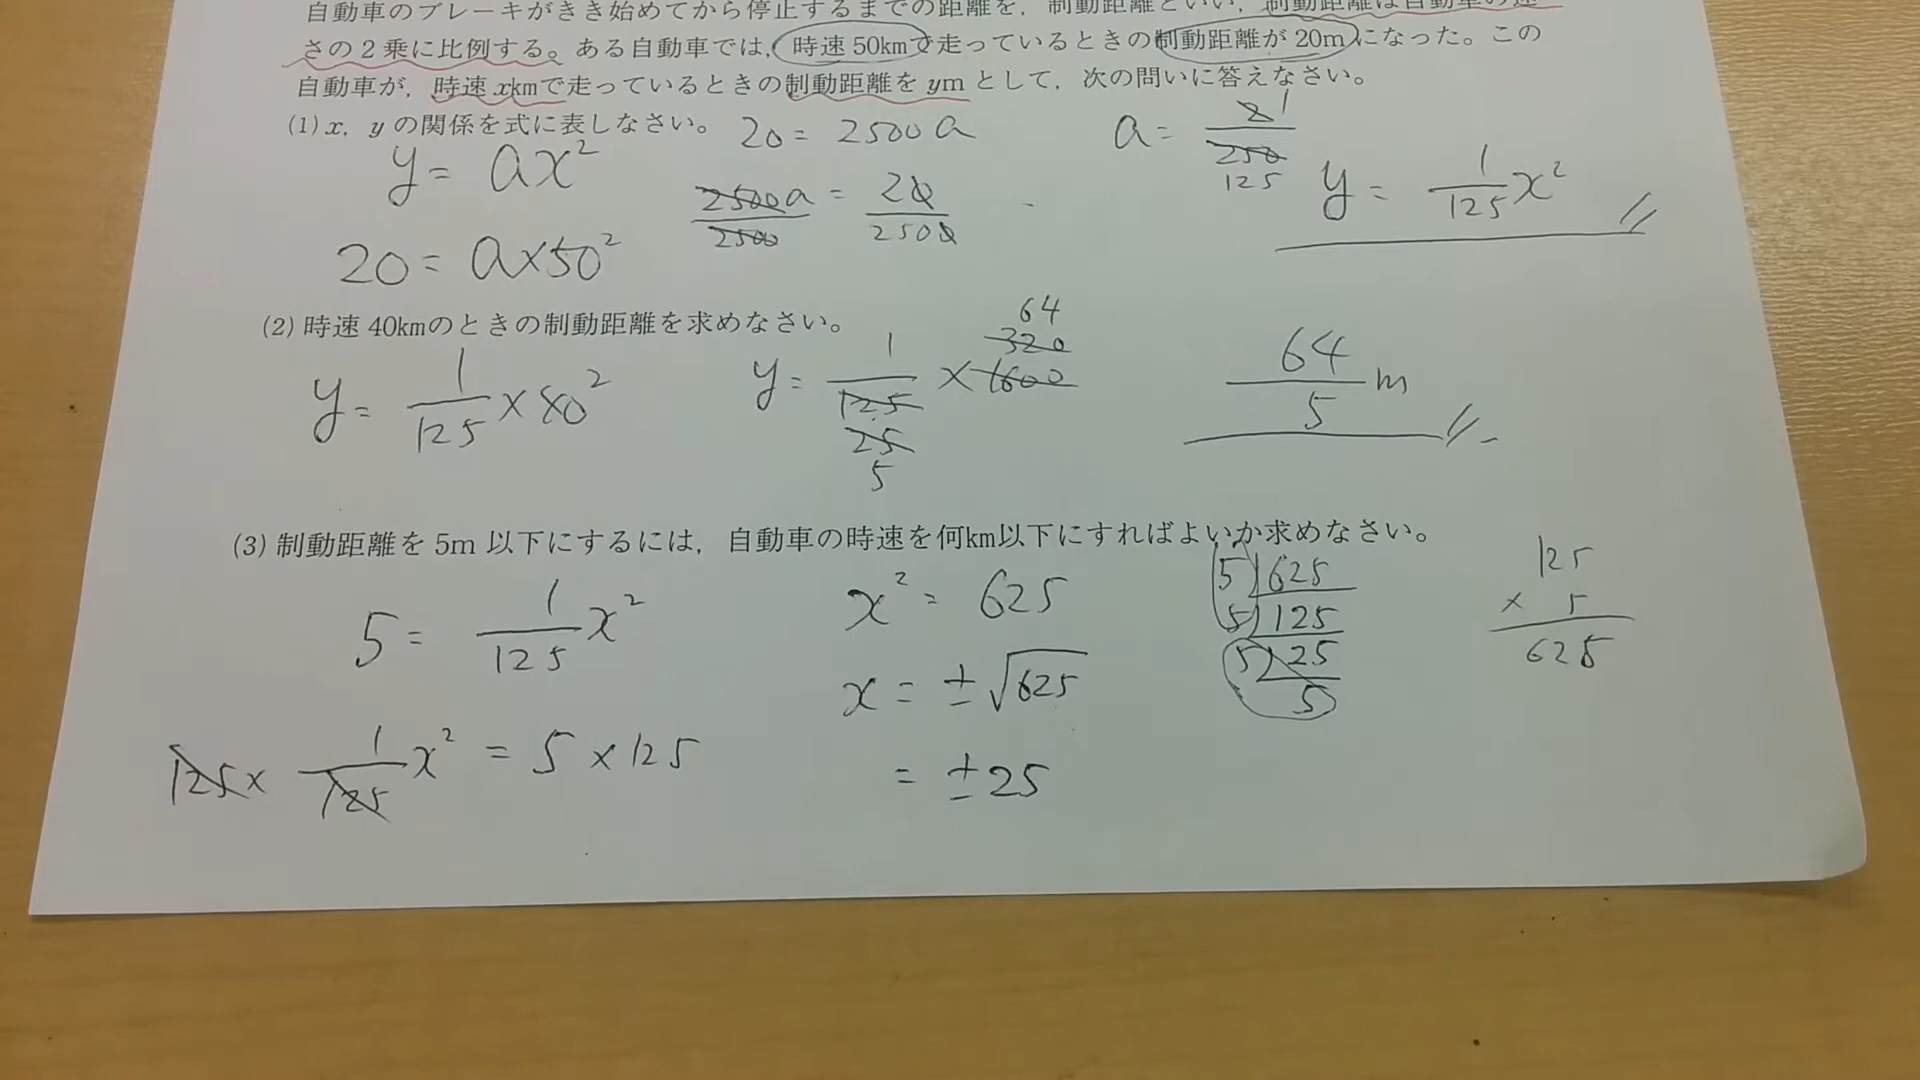 自動車のブレーキがきき始めてから停止するまでの距離を，制動距離といい，制動距離は自動車の速
さの2乗に比例する。ある自動車では，時速50kmで走っているときの制動距離が20mになった。この
自動車が，時速xkmで走っているときの制動距離をymとして，次の問いに答えなさい。
(1) x，yの関係を式に表しなさい。
y = ax²
20 = a×50²
20 = 2500a
2500a/2500 = 20/2500
a = 2/250
1
125
y = 1/125 x²
(2) 時速40kmのときの制動距離を求めなさい。
y = 1/125 × 40²
y = 1/125 × 1600
25
5
320
64
64/5 m
(3) 制動距離を5m以下にするには，自動車の時速を何km以下にすればよいか求めなさい。
5 = 1/125 x²
125× 1/125 x² = 5×125
x² = 625
x = ±√625
= ±25
5)625
5)125
5)25
5
125
× 5
625